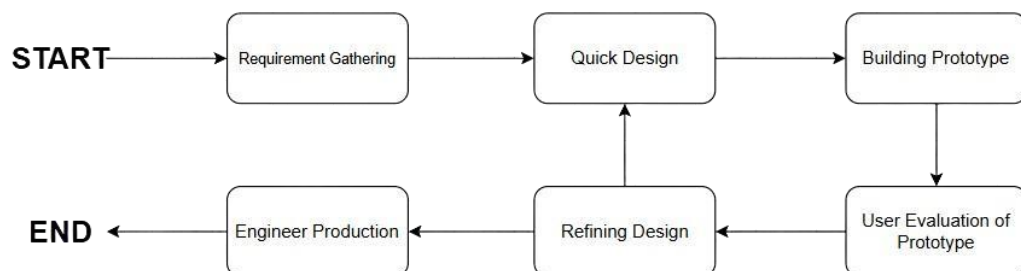 START
Requirement Gathering
Quick Design
Building Prototype
END
Engineer Production
Refining Design
User Evaluation of
Prototype